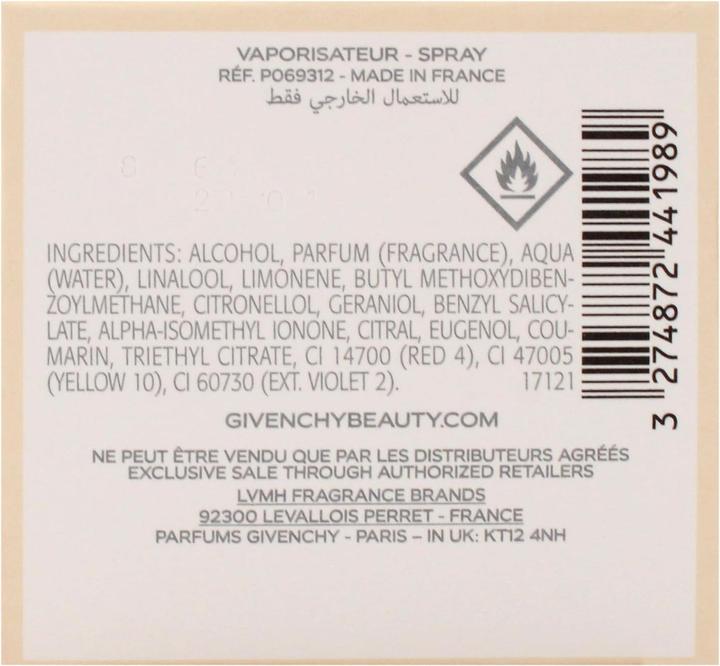 VAPORISATEUR - SPRAY
RÉF. P069312 - MADE IN FRANCE
للاستعمال الخارجي فقط
INGREDIENTS: ALCOHOL, PARFUM (FRAGRANCE), AQUA
(WATER), LINALOOL, LIMONENE, BUTYL METHOXYDIBEN-
ZOYLMETHANE, CITRONELLOL, GERANIOL, BENZYL SALICY-
LATE, ALPHA-ISOMETHYL IONONE, CITRAL, EUGENOL, COU-
MARIN, TRIETHYL CITRATE, CI 14700 (RED 4), CI 47005
(YELLOW 10), CI 60730 (EXT. VIOLET 2). 17121
GIVENCHYBEAUTY.COM
NE PEUT ÊTRE VENDU QUE PAR LES DISTRIBUTEURS AGRÉÉS
EXCLUSIVE SALE THROUGH AUTHORIZED RETAILERS
LVMH FRAGRANCE BRANDS
92300 LEVALLOIS PERRET - FRANCE
PARFUMS GIVENCHY - PARIS – IN UK: KT12 4NH
3 274872 441989